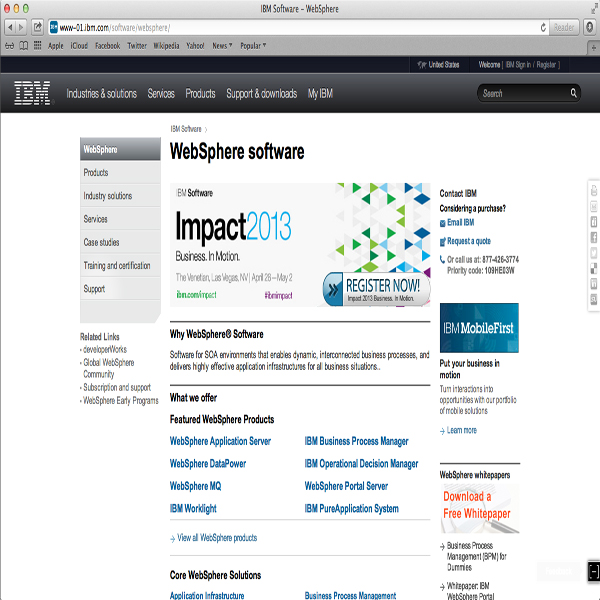 IBM Software - WebSphere
www-01.ibm.com/software/websphere/
Reader
Apple iCloud Facebook Twitter Wikipedia Yahoo! News Popular
United States
Welcome [ IBM Sign in / Register ]
IBM
Industries & solutions Services Products Support & downloads My IBM
Search
IBM Software
WebSphere software
WebSphere
Products
Industry solutions
Services
Case studies
Training and certification
Support
Related Links
developerWorks
Global WebSphere
Community
Subscription and support
WebSphere Early Programs
IBM Software
Impact2013
Business. In Motion.
The Venetian, Las Vegas, NV | April 28 – May 2
ibm.com/impact #ibmimpact
REGISTER NOW!
Impact 2013 Business. In Motion.
Why WebSphere® Software
Software for SOA environments that enables dynamic, interconnected business processes, and
delivers highly effective application infrastructures for all business situations..
What we offer
Featured WebSphere Products
WebSphere Application Server IBM Business Process Manager
WebSphere DataPower IBM Operational Decision Manager
WebSphere MQ WebSphere Portal Server
IBM Worklight IBM PureApplication System
View all WebSphere products
Core WebSphere Solutions
Application Infrastructure Business Process Management
Contact IBM
Considering a purchase?
Email IBM
Request a quote
Or call us at: 877-426-3774
Priority code: 109HE03W
IBM MobileFirst
Put your business in
motion
Turn interactions into
opportunities with our portfolio
of mobile solutions
Learn more
WebSphere whitepapers
Download a
Free Whitepaper
Business Process
Management (BPM) for
Dummies
Whitepaper: IBM
WebSphere Portal